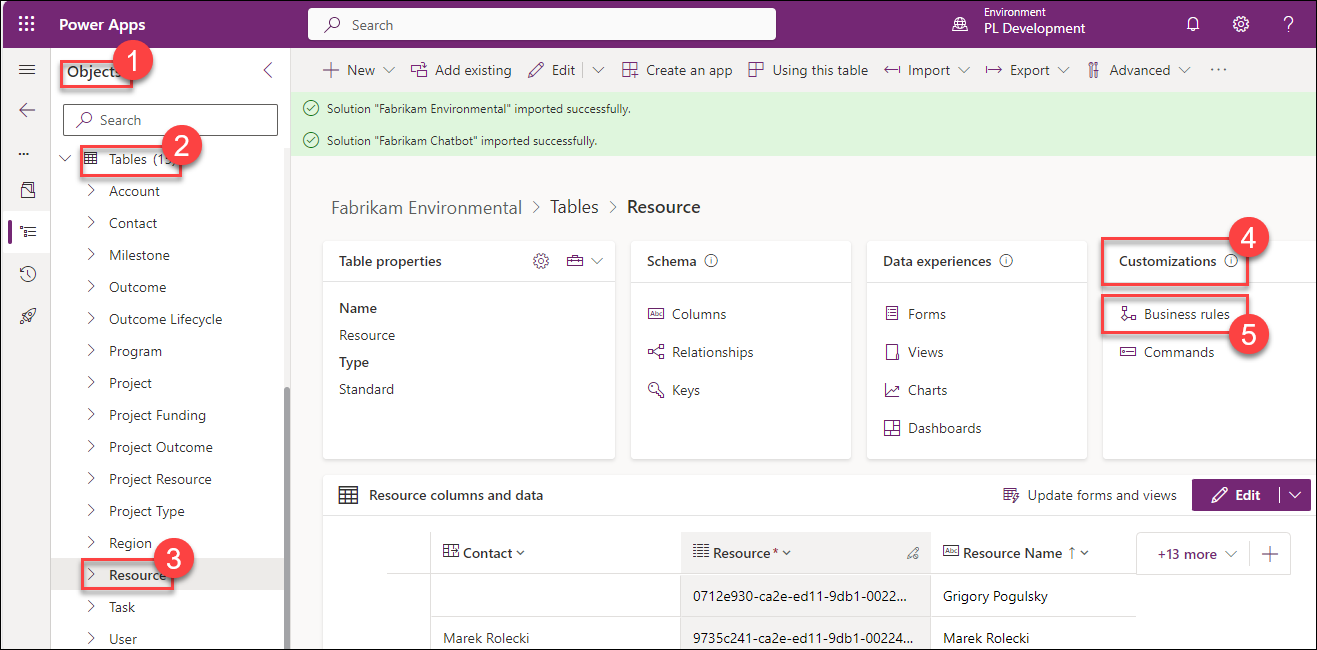 Environment
Power Apps Search PL Development ?
Objects 1
New Add existing Edit Create an app Using this table Import Export Advanced ...
Search
Solution "Fabrikam Environmental" imported successfully.
Solution "Fabrikam Chatbot" imported successfully.
2
Tables
Account
Contact
Milestone
Outcome
Outcome Lifecycle
Program
Project
Project Funding
Project Outcome
Project Resource
Project Type
Region
3
Resource
Task
User
Fabrikam Environmental > Tables > Resource
4
Table properties
Name
Resource
Type
Standard
Schema
Abc Columns
Relationships
Keys
Data experiences
Forms
Views
Charts
Dashboards
Customizations
Business rules
5
Commands
Resource columns and data Update forms and views Edit
Contact Resource * Abc Resource Name ↑ +13 more
0712e930-ca2e-ed11-9db1-0022... Grigory Pogulsky
Marek Rolecki 9735c241-ca2e-ed11-9db1-00224... Marek Rolecki